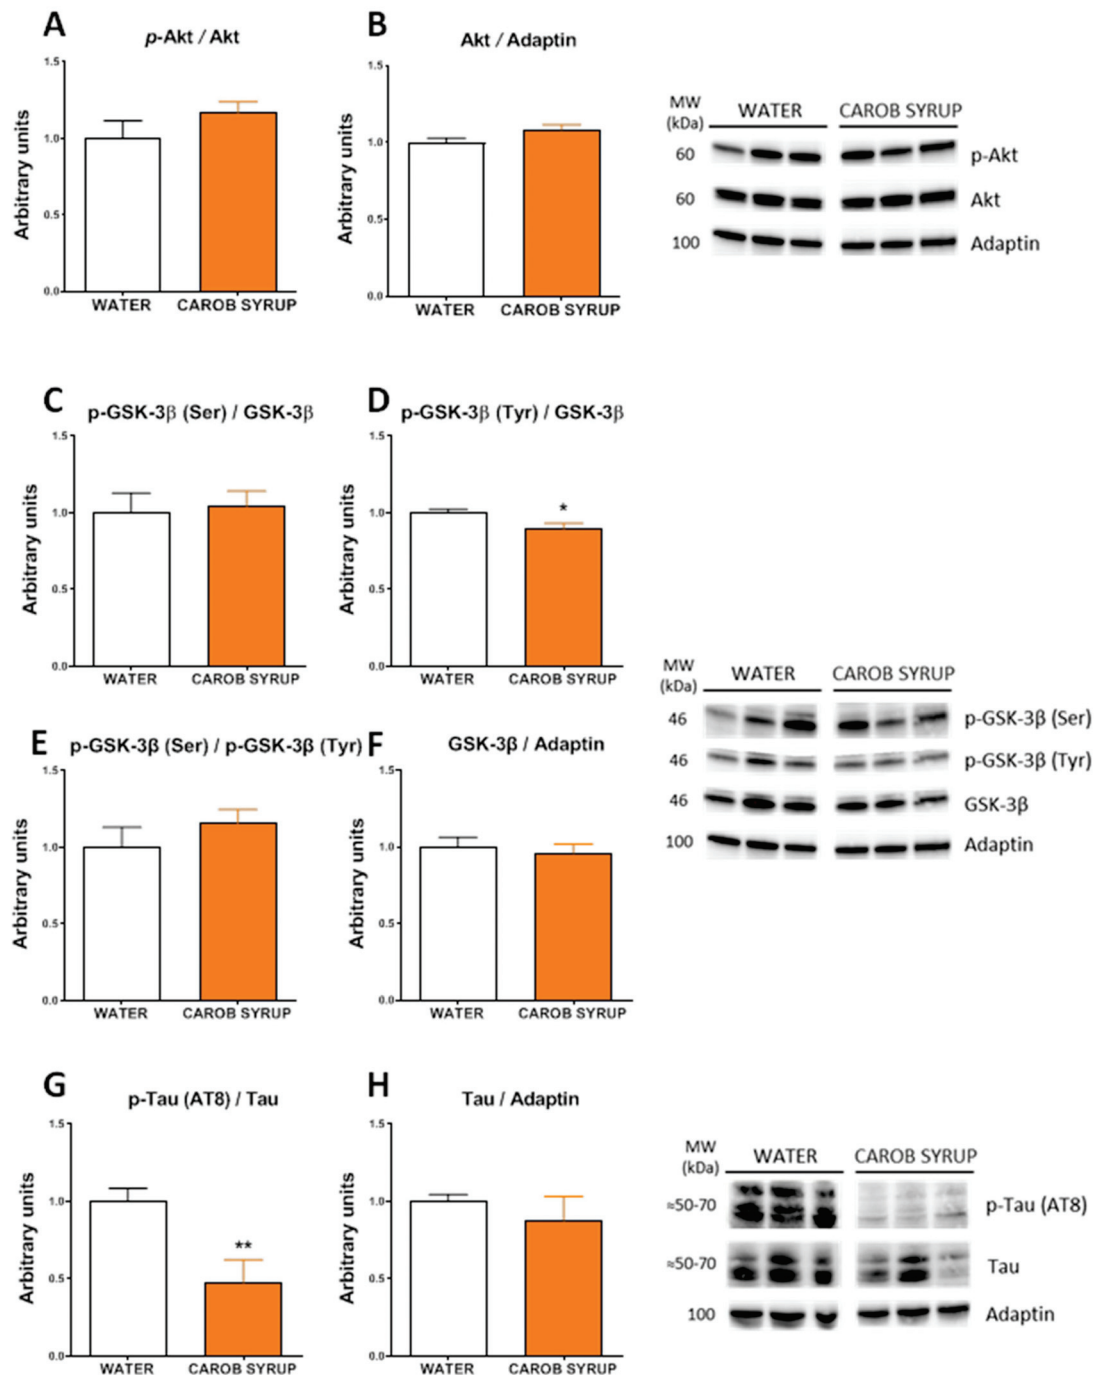 A
p-Akt / Akt
Arbitrary units
1.5
1.0
0.5
0.0
WATER
CAROB SYRUP
B
Akt / Adaptin
Arbitrary units
1.5
1.0
0.5
0.0
WATER
CAROB SYRUP
MW
(kDa)
WATER
CAROB SYRUP
60
p-Akt
60
Akt
100
Adaptin
C
p-GSK-3β (Ser) / GSK-3β
Arbitrary units
1.5
1.0
0.5
0.0
WATER
CAROB SYRUP
D
p-GSK-3β (Tyr) / GSK-3β
Arbitrary units
1.5
1.0
0.5
0.0
*
WATER
CAROB SYRUP
E
p-GSK-3β (Ser) / p-GSK-3β (Tyr)
Arbitrary units
1.5
1.0
0.5
0.0
WATER
CAROB SYRUP
F
GSK-3β / Adaptin
Arbitrary units
1.5
1.0
0.5
0.0
WATER
CAROB SYRUP
MW
(kDa)
WATER
CAROB SYRUP
46
p-GSK-3β (Ser)
46
p-GSK-3β (Tyr)
46
GSK-3β
100
Adaptin
G
p-Tau (AT8) / Tau
Arbitrary units
1.5
1.0
0.5
0.0
**
WATER
CAROB SYRUP
H
Tau / Adaptin
Arbitrary units
1.5
1.0
0.5
0.0
WATER
CAROB SYRUP
MW
(kDa)
WATER
CAROB SYRUP
≈50-70
p-Tau (AT8)
≈50-70
Tau
100
Adaptin